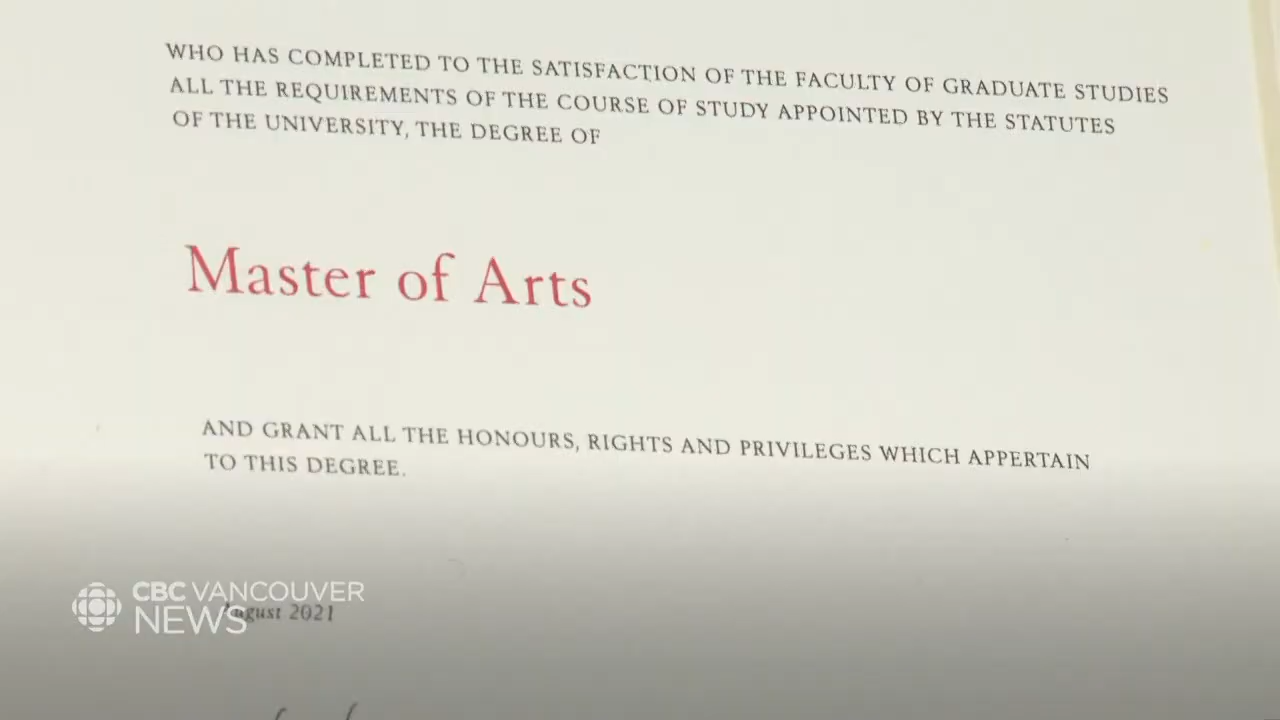 WHO HAS COMPLETED TO THE SATISFACTION OF THE FACULTY OF GRADUATE STUDIES
ALL THE REQUIREMENTS OF THE COURSE OF STUDY APPOINTED BY THE STATUTES
OF THE UNIVERSITY, THE DEGREE OF
Master of Arts
AND GRANT ALL THE HONOURS, RIGHTS AND PRIVILEGES WHICH APPERTAIN
TO THIS DEGREE.
CBC VANCOUVER
NEWS
August 2021